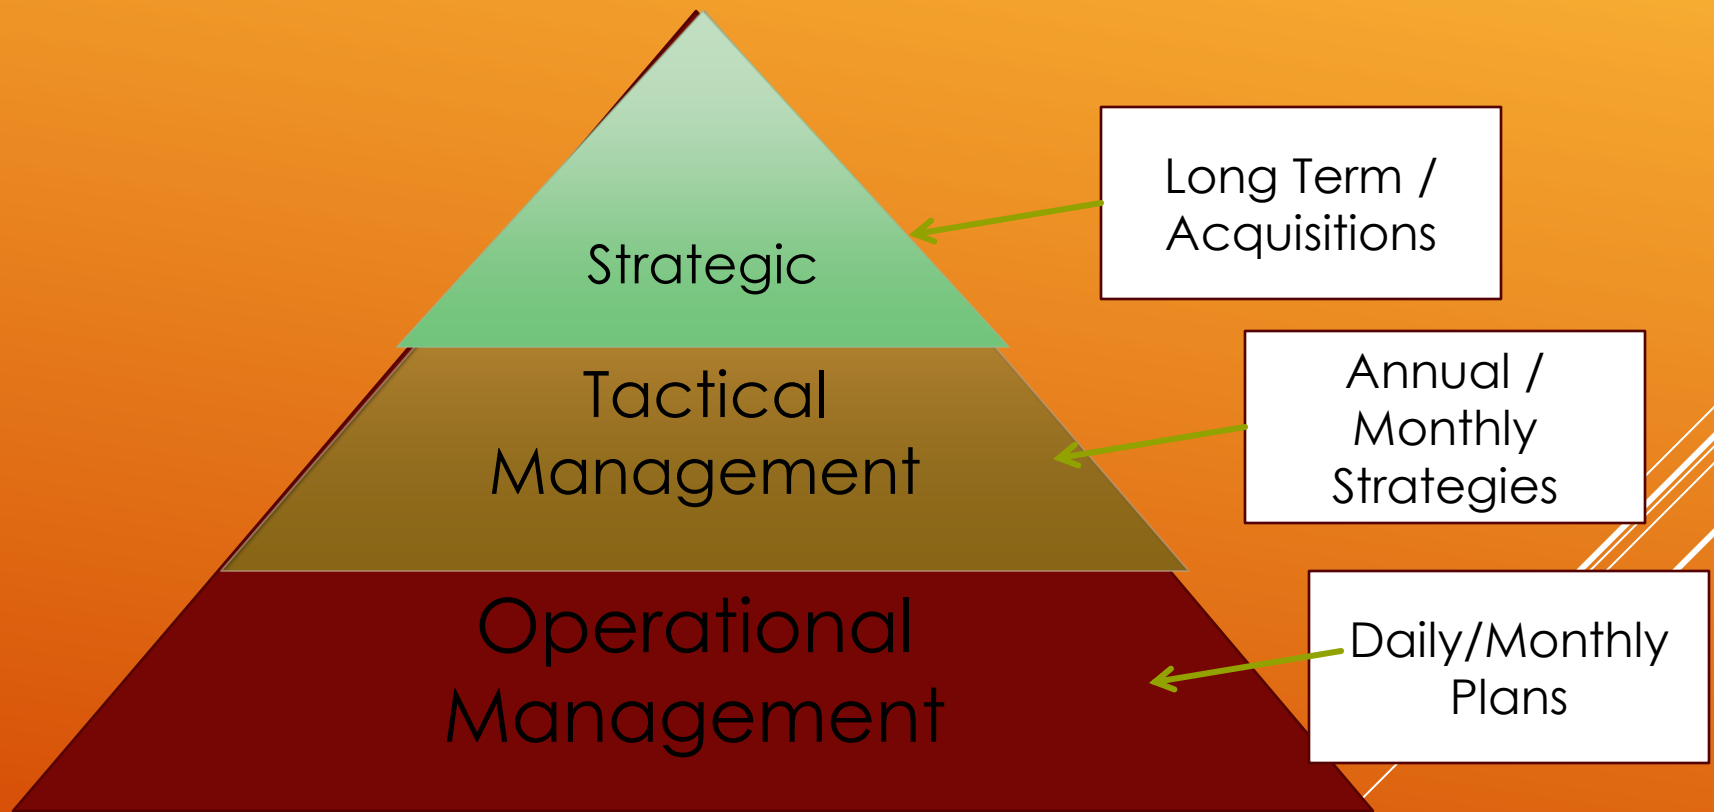 Strategic
Long Term /
Acquisitions
Tactical
Management
Annual /
Monthly
Strategies
Operational
Management
Daily/Monthly
Plans